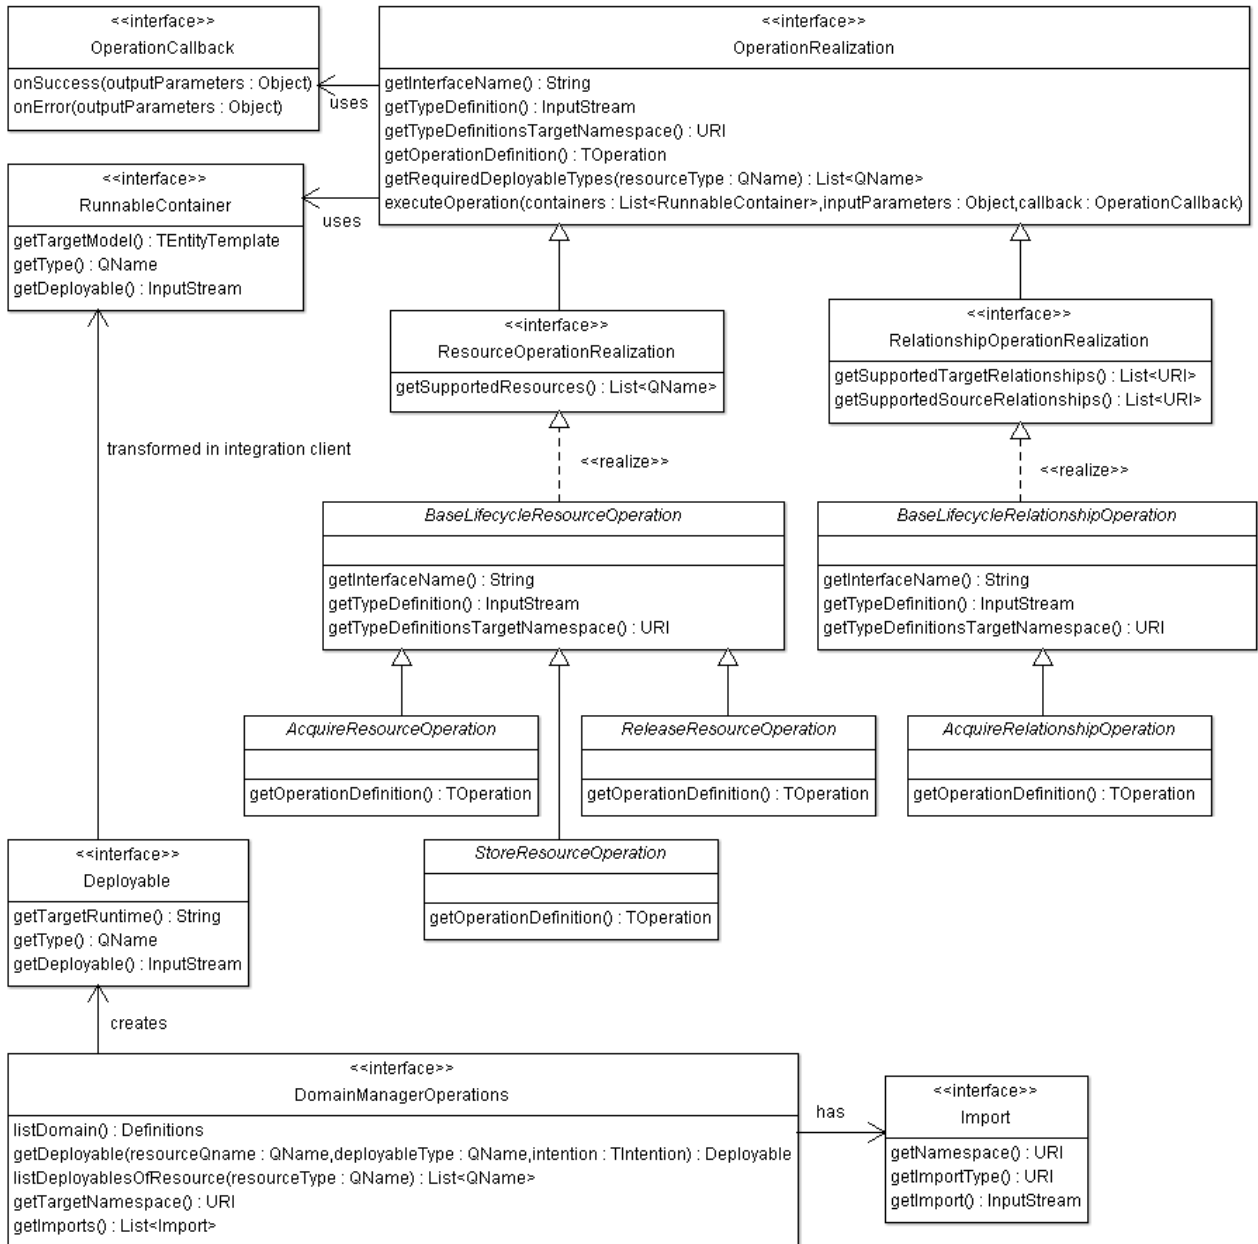 <<interface>>
OperationCallback
onSuccess(outputParameters : Object)
onError(outputParameters : Object)
<<interface>>
OperationRealization
getInterfaceName() : String
getTypeDefinition() : InputStream
getTypeDefinitionsTargetNamespace() : URI
getOperationDefinition() : TOperation
getRequiredDeployableTypes(resourceType : QName) : List<QName>
executeOperation(containers : List<RunnableContainer>,inputParameters : Object,callback : OperationCallback)
uses
uses
<<interface>>
RunnableContainer
getTargetModel() : TEntityTemplate
getType() : QName
getDeployable() : InputStream
<<interface>>
ResourceOperationRealization
getSupportedResources() : List<QName>
<<interface>>
RelationshipOperationRealization
getSupportedTargetRelationships() : List<URI>
getSupportedSourceRelationships() : List<URI>
transformed in integration client
<<realize>>
<<realize>>
BaseLifecycleResourceOperation
getInterfaceName() : String
getTypeDefinition() : InputStream
getTypeDefinitionsTargetNamespace() : URI
BaseLifecycleRelationshipOperation
getInterfaceName() : String
getTypeDefinition() : InputStream
getTypeDefinitionsTargetNamespace() : URI
AcquireResourceOperation
getOperationDefinition() : TOperation
ReleaseResourceOperation
getOperationDefinition() : TOperation
AcquireRelationshipOperation
getOperationDefinition() : TOperation
StoreResourceOperation
getOperationDefinition() : TOperation
<<interface>>
Deployable
getTargetRuntime() : String
getType() : QName
getDeployable() : InputStream
creates
<<interface>>
DomainManagerOperations
listDomain() : Definitions
getDeployable(resourceQname : QName,deployableType : QName,intention : TIntention) : Deployable
listDeployablesOfResource(resourceType : QName) : List<QName>
getTargetNamespace() : URI
getImports() : List<Import>
has
<<interface>>
Import
getNamespace() : URI
getImportType() : URI
getImport() : InputStream